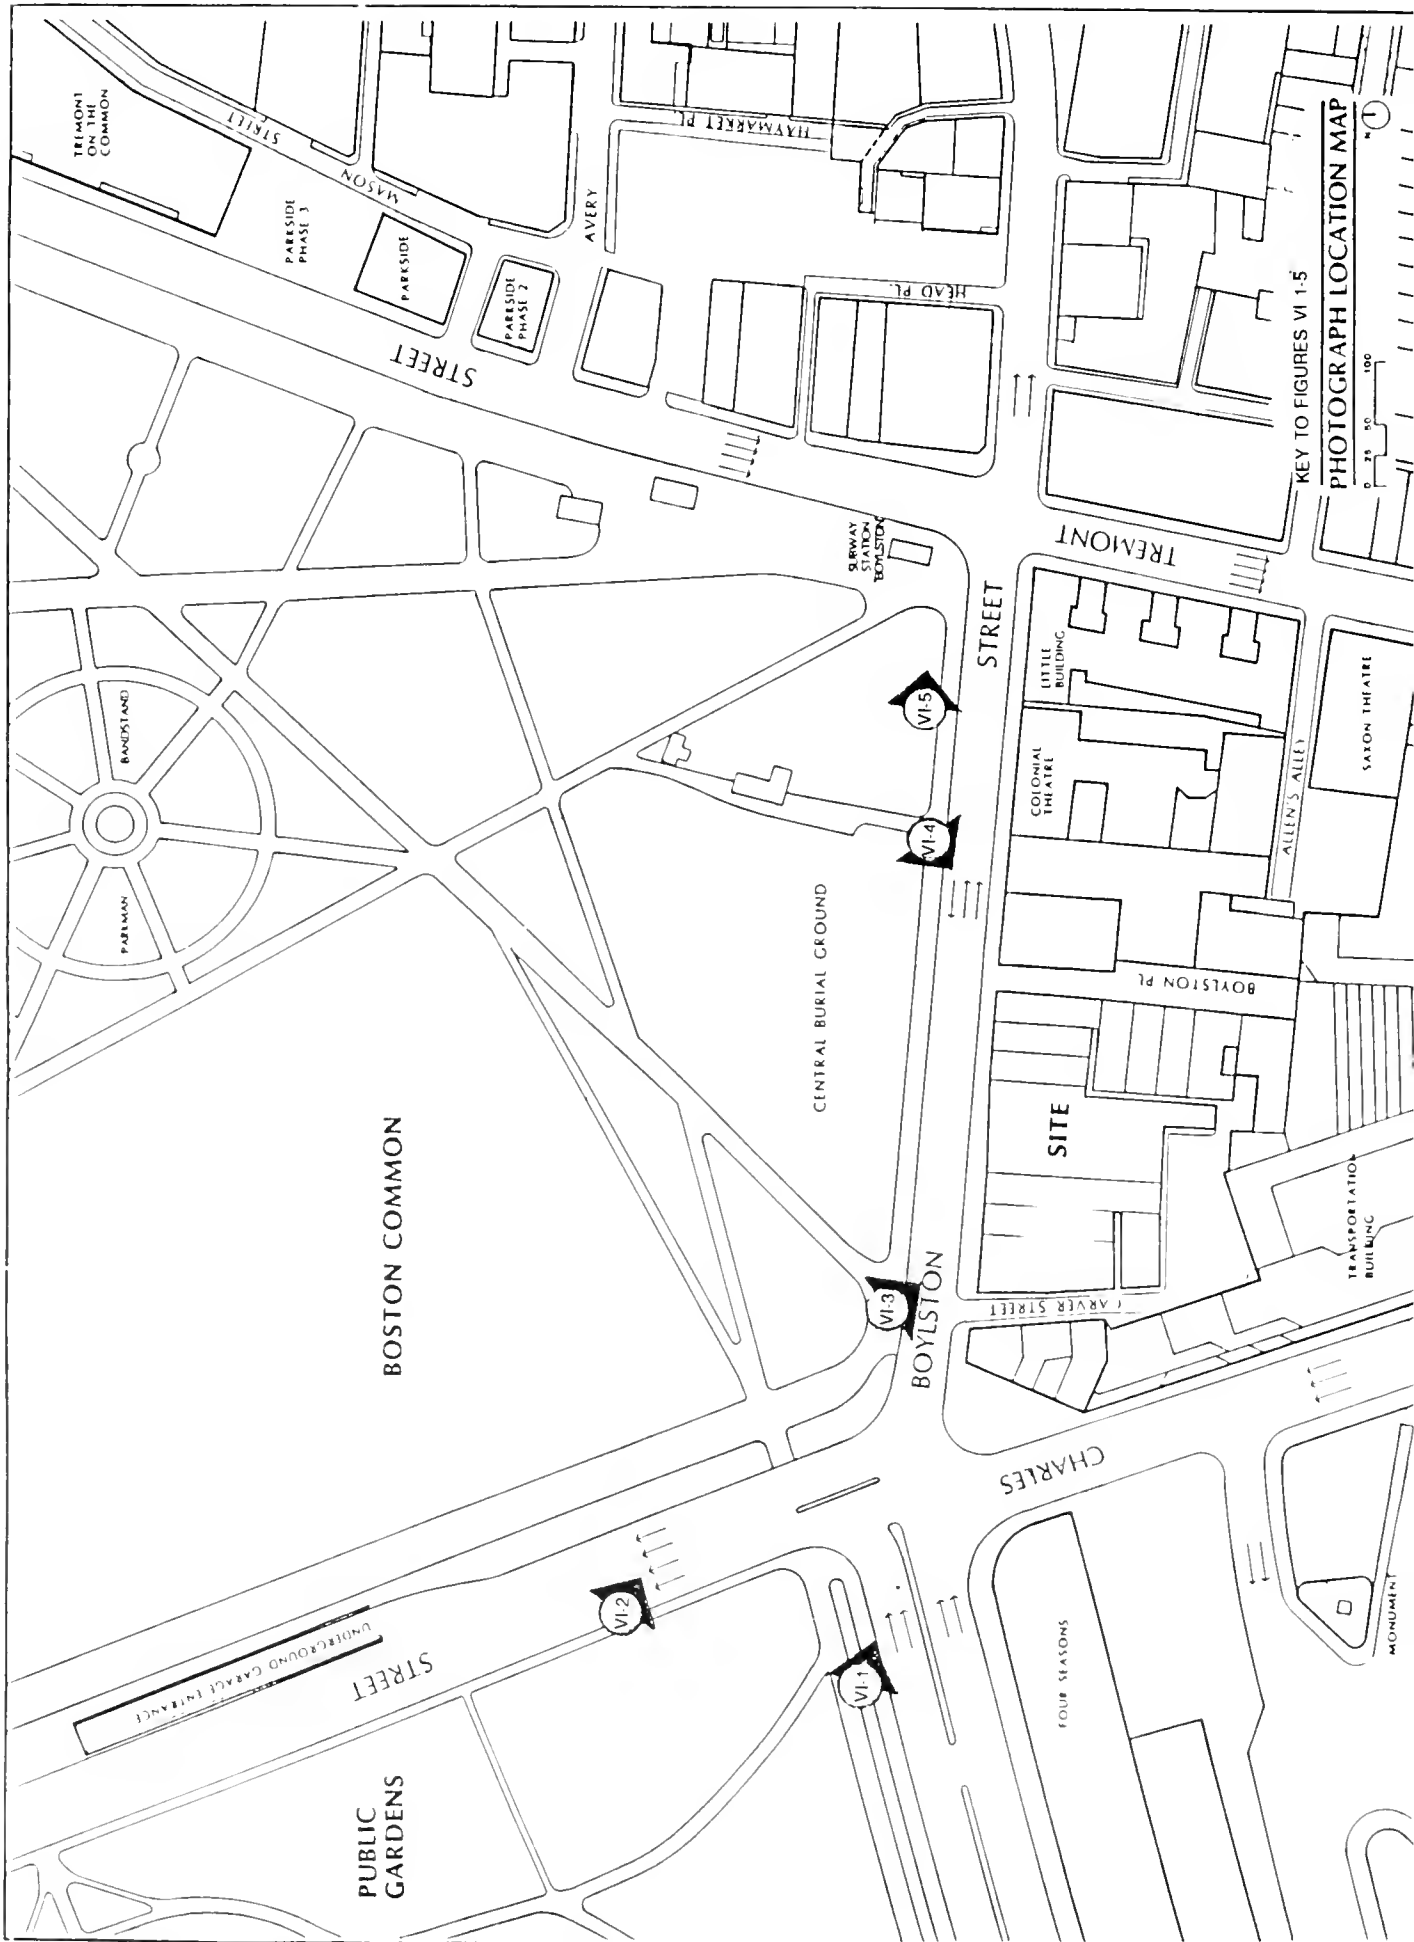 TREMONT
ON THE
COMMON
STREET
MASON
PARKSIDE
PHASE 3
PARKSIDE
PARKSIDE
PHASE 2
AVERY
HAYMARKET PL.
HEAD PL.
STREET
PARKMAN
BANDSTAND
SUBWAY
STATION
BOYLSTON
TREMONT
BOSTON COMMON
CENTRAL BURIAL GROUND
VI-5
VI-4
VI-3
VI-2
VI-1
BOYLSTON
STREET
LITTLE
BUILDING
COLONIAL
THEATRE
ALLEN'S ALLEY
SAXON THEATRE
BOYLSTON PL
SITE
CARVER STREET
TRANSPORTATION
BUILDING
CHARLES
STREET
UNDERGROUND GARAGE ENTRANCE
PUBLIC
GARDENS
FOUR SEASONS
MONUMENT
KEY TO FIGURES VI 1-5
PHOTOGRAPH LOCATION MAP
0 25 50 100
N